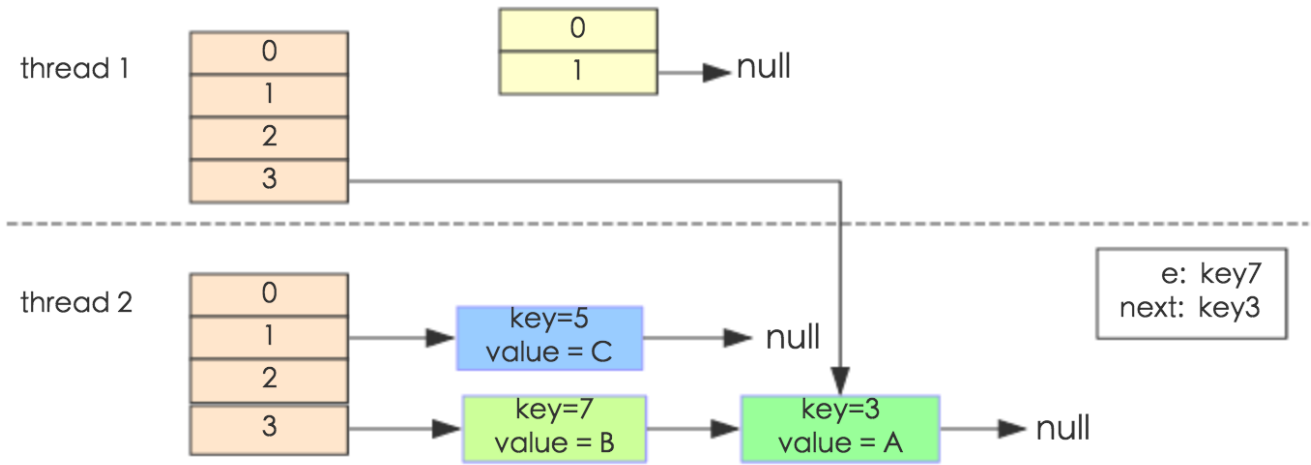 thread 1
0
1
2
3
0
1
null
thread 2
0
1
2
3
key=5
value = C
null
key=7
value = B
key=3
value = A
null
e: key7
next: key3